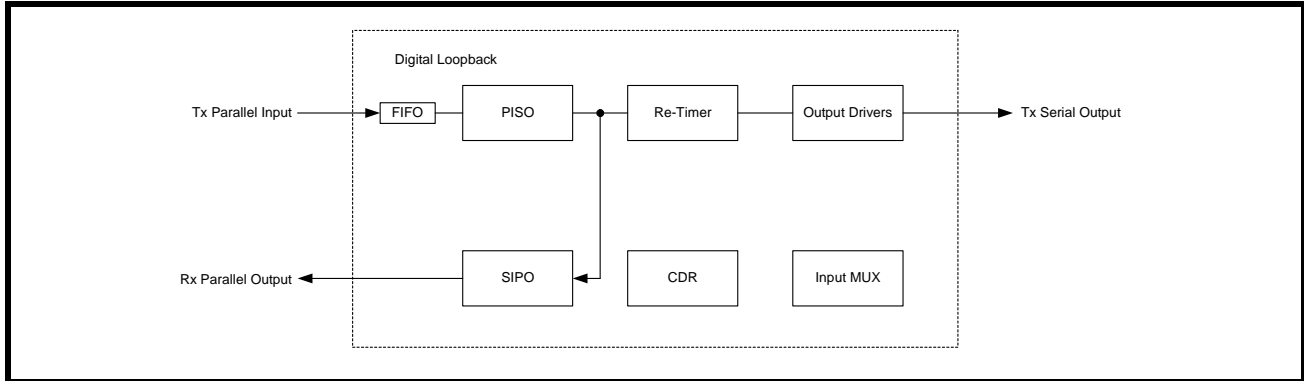 Digital Loopback
Tx Parallel Input
FIFO
PISO
Re-Timer
Output Drivers
Tx Serial Output
Rx Parallel Output
SIPO
CDR
Input MUX